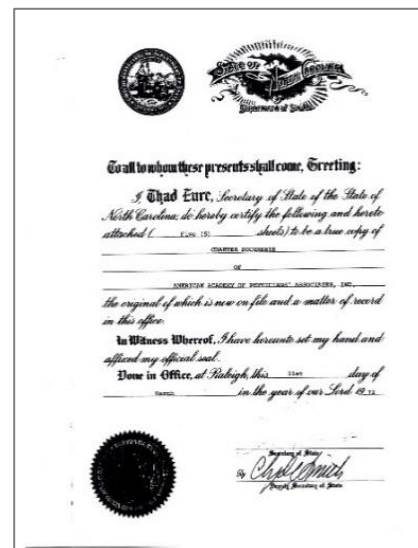 STATE OF NORTH CAROLINA
Department of State
To all to whom these presents shall come, Greeting:
I, Thad Eure, Secretary of State of the State of
North Carolina, do hereby certify the following and hereto
attached ( five (5) sheets) to be a true copy of
CHARTER DOCUMENTS
OF
AMERICAN ACADEMY OF PHYSICIANS' ASSOCIATES, INC.
the original of which is now on file and a matter of record
in this office.
In Witness Whereof, I have hereunto set my hand and
affixed my official seal.
Done in Office, at Raleigh, this 31st day of
March in the year of our Lord 19 72
Secretary of State
By
Deputy Secretary of State